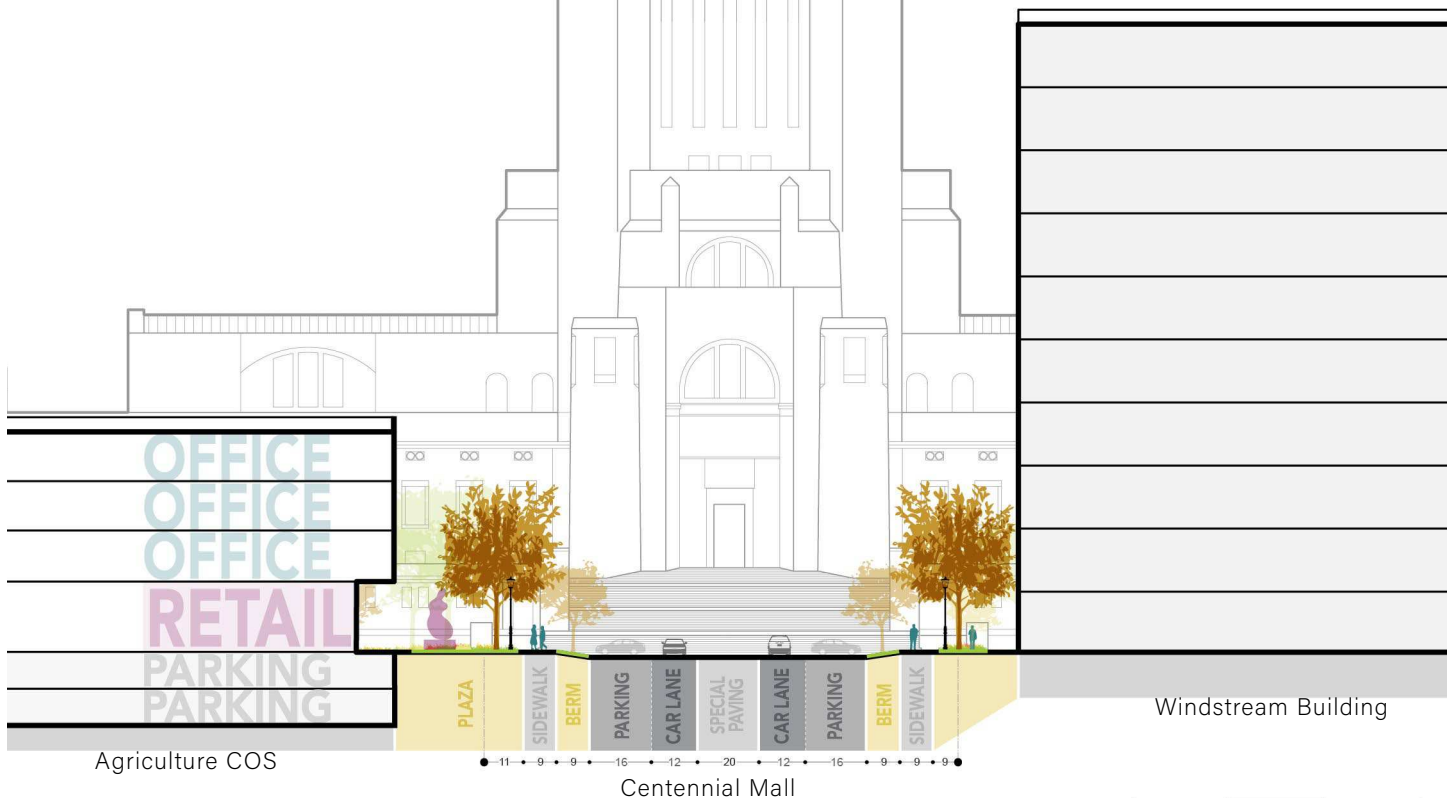 OFFICE
OFFICE
OFFICE
RETAIL
PARKING
PARKING
PLAZA
SIDEWALK
BERM
PARKING
CAR LANE
SPECIAL
PAVING
CAR LANE
PARKING
BERM
SIDEWALK
11 9 9 16 12 20 12 16 9 9 9
Agriculture COS
Centennial Mall
Windstream Building